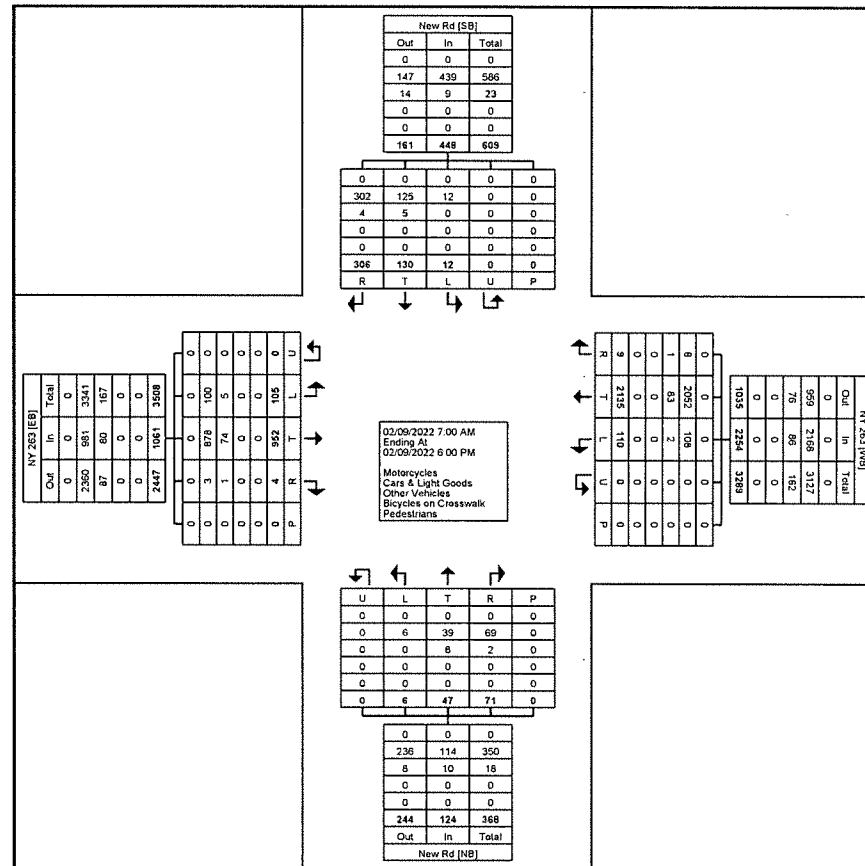 New Rd [SB]
Out In Total
0 0 0
147 439 586
14 9 23
0 0 0
0 0 0
161 448 609
0 0 0 0 0
302 125 12 0 0
4 5 0 0 0
0 0 0 0 0
0 0 0 0 0
306 130 12 0 0
R T L U P
NY 263 [EB]
Total 0 3341 167 0 0 3508
In 0 981 80 0 0 1061
Out 0 2360 87 0 0 2447
0 0 0 0 0 0 U
0 100 5 0 0 105 L
0 878 74 0 0 952 T
0 3 1 0 0 4 R
0 0 0 0 0 0 P
02/09/2022 7:00 AM
Ending At
02/09/2022 6:00 PM
Motorcycles
Cars & Light Goods
Other Vehicles
Bicycles on Crosswalk
Pedestrians
R 9 0 0 1 8 0
T 2135 0 0 83 2052 0
L 110 0 0 2 108 0
U 0 0 0 0 0 0
P 0 0 0 0 0 0
1035 0 0 76 959 0 Out
2254 0 0 86 2168 0 In
3289 0 0 162 3127 0 Total
NY 263 [WB]
U L T R P
0 0 0 0 0
0 6 39 69 0
0 0 8 2 0
0 0 0 0 0
0 0 0 0 0
0 6 47 71 0
0 0 0
236 114 350
8 10 18
0 0 0
0 0 0
244 124 368
Out In Total
New Rd [NB]